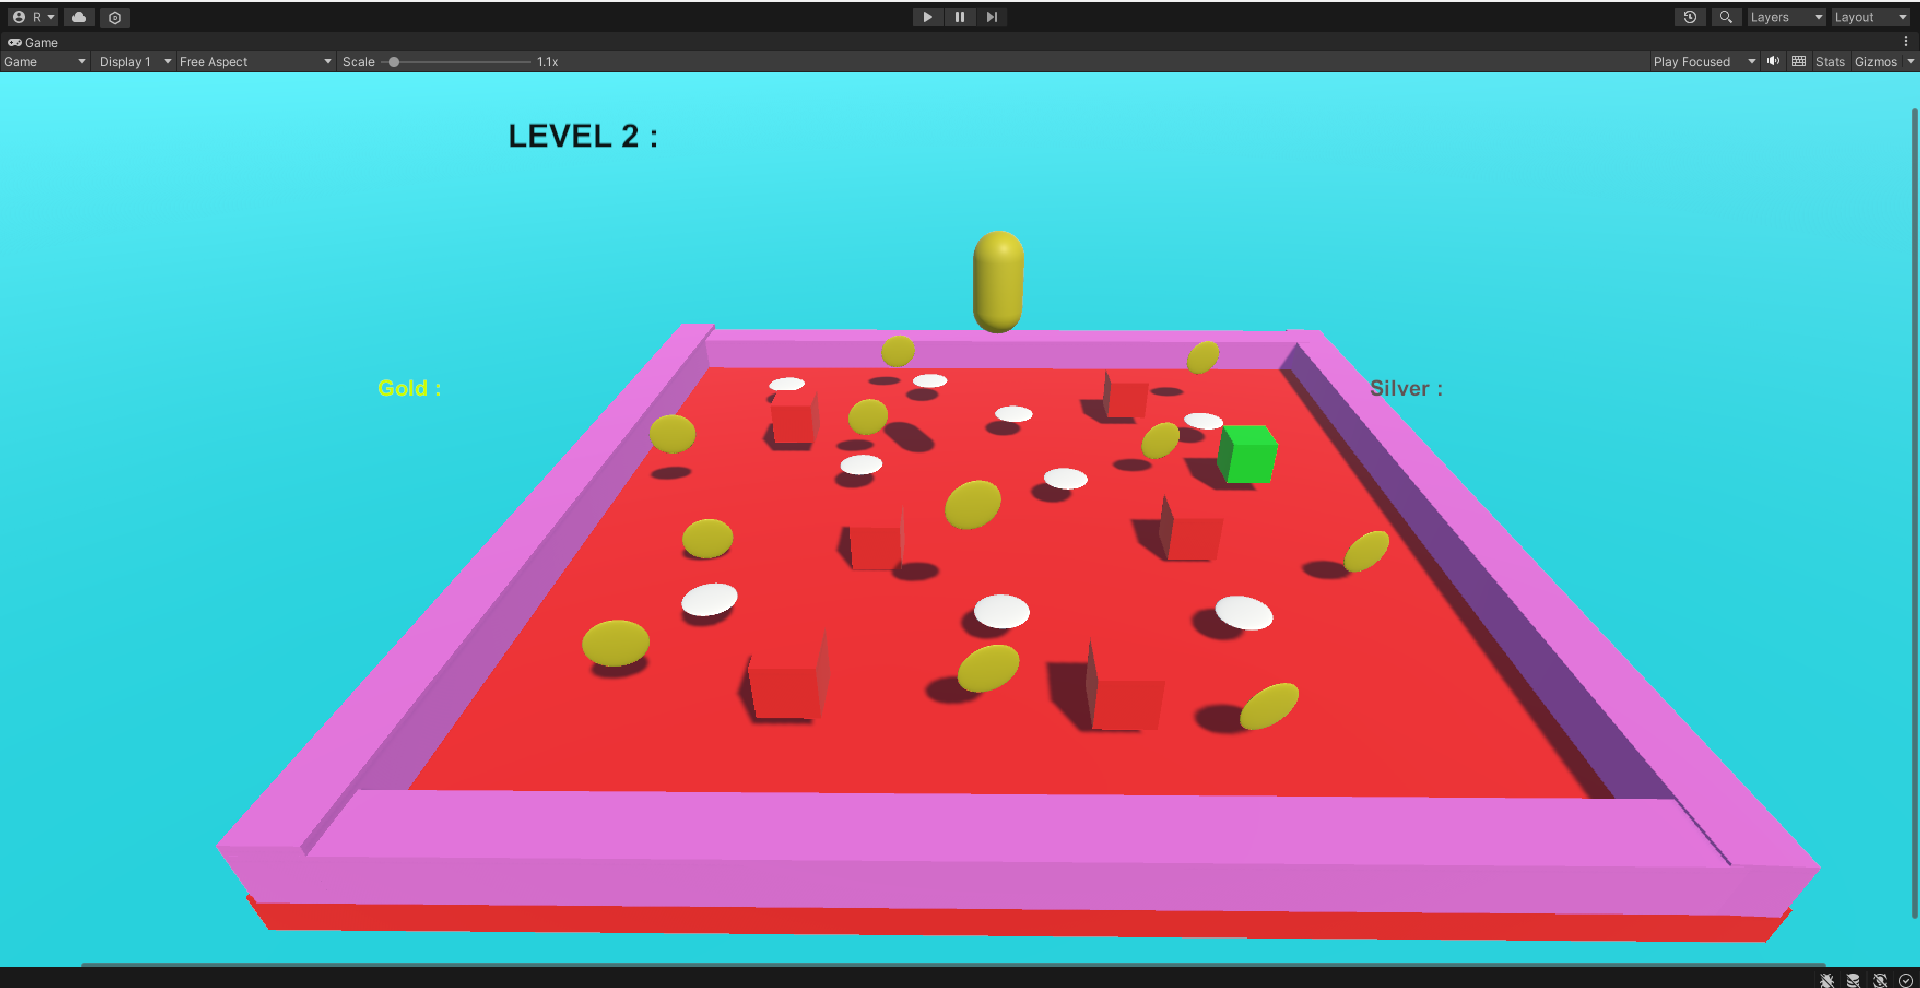 R
Layers
Layout
Game
Game
Display 1
Free Aspect
Scale
1.1x
Play Focused
Stats
Gizmos
LEVEL 2 :
Gold :
Silver :